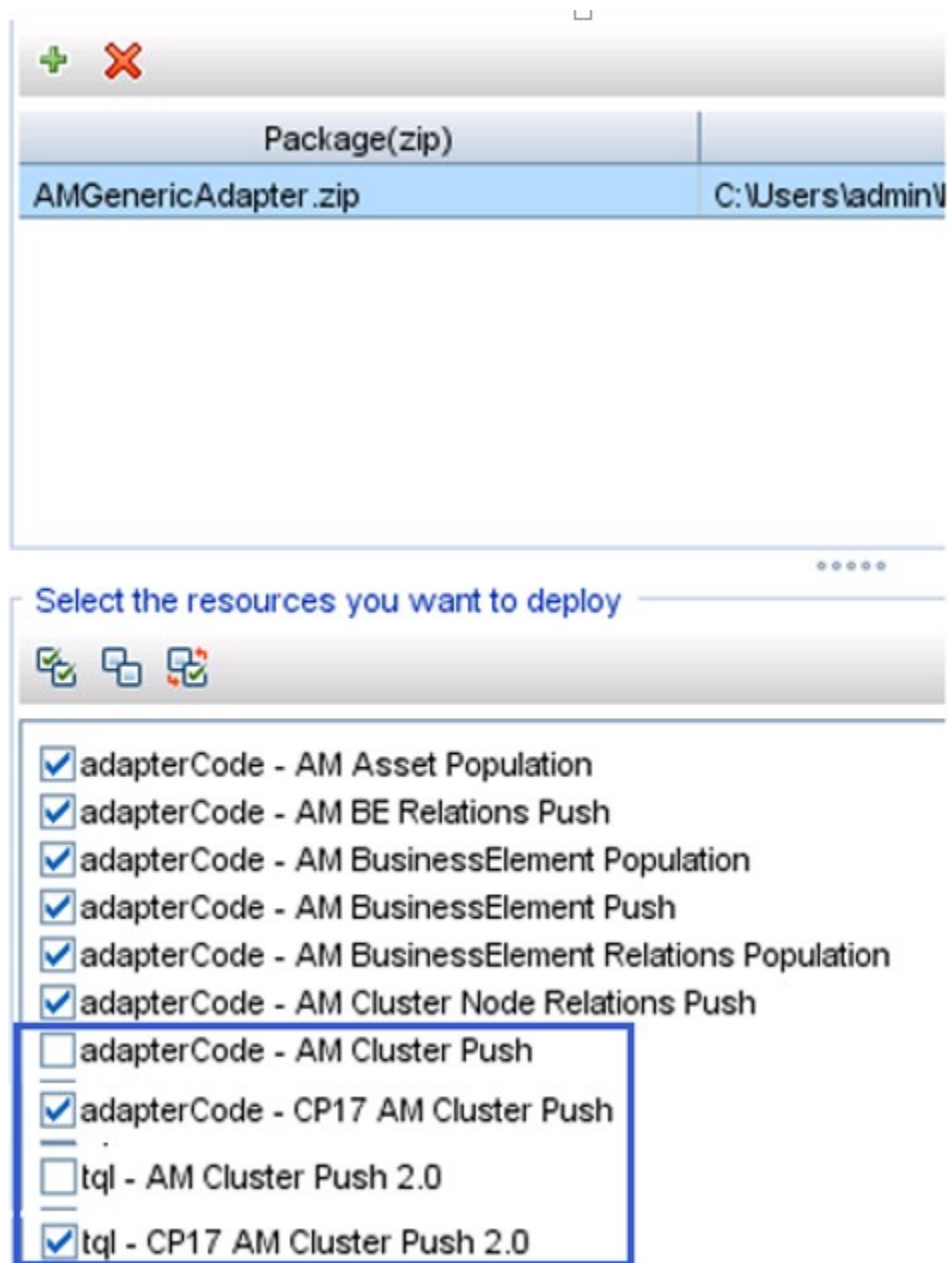 Package(zip)
AMGenericAdapter.zip C:\Users\admin\
Select the resources you want to deploy
adapterCode - AM Asset Population
adapterCode - AM BE Relations Push
adapterCode - AM BusinessElement Population
adapterCode - AM BusinessElement Push
adapterCode - AM BusinessElement Relations Population
adapterCode - AM Cluster Node Relations Push
adapterCode - AM Cluster Push
adapterCode - CP17 AM Cluster Push
tql - AM Cluster Push 2.0
tql - CP17 AM Cluster Push 2.0